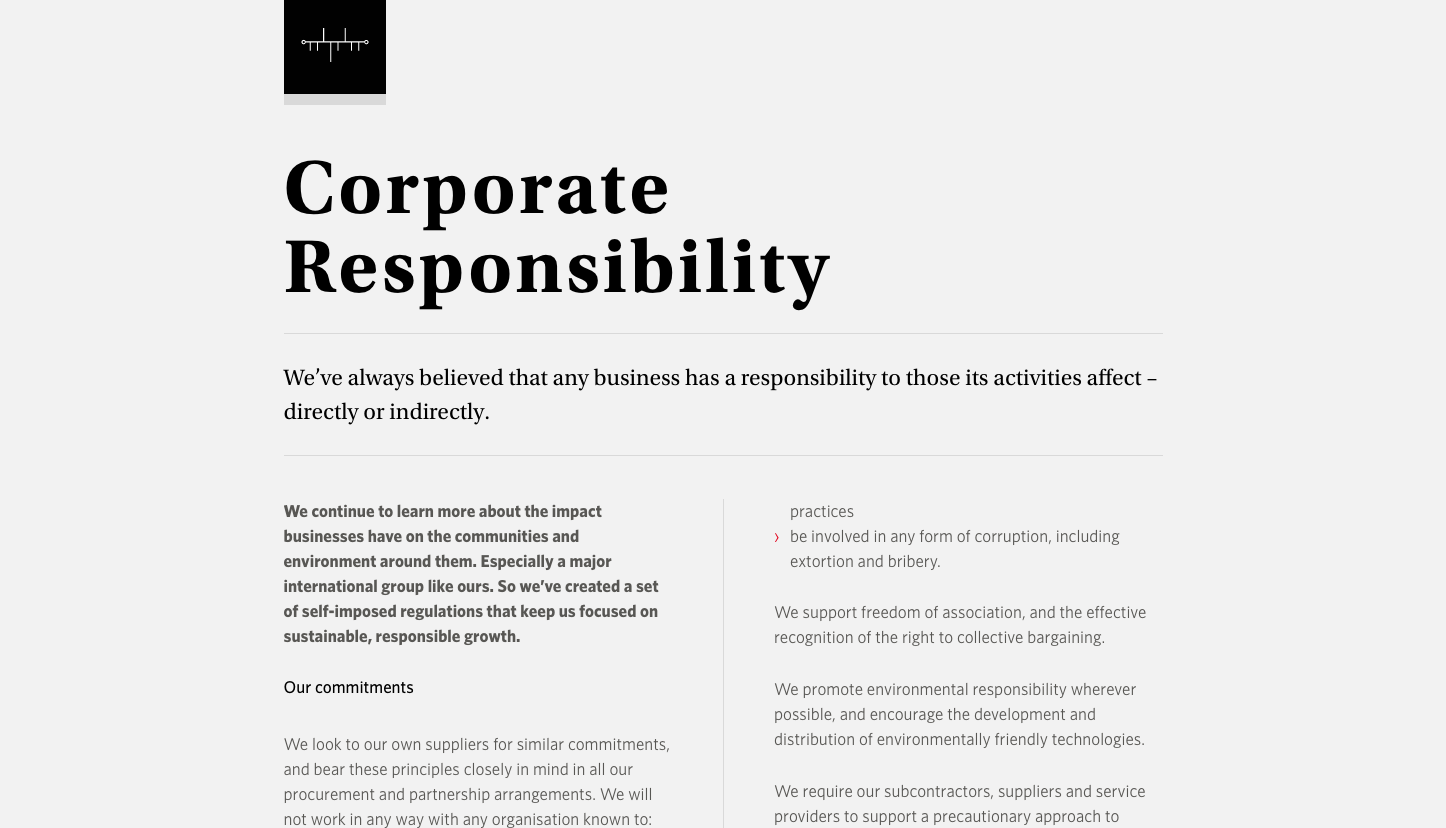 Corporate
Responsibility
We’ve always believed that any business has a responsibility to those its activities affect –
directly or indirectly.
We continue to learn more about the impact
businesses have on the communities and
environment around them. Especially a major
international group like ours. So we’ve created a set
of self-imposed regulations that keep us focused on
sustainable, responsible growth.
Our commitments
We look to our own suppliers for similar commitments,
and bear these principles closely in mind in all our
procurement and partnership arrangements. We will
not work in any way with any organisation known to:
practices
› be involved in any form of corruption, including
extortion and bribery.
We support freedom of association, and the effective
recognition of the right to collective bargaining.
We promote environmental responsibility wherever
possible, and encourage the development and
distribution of environmentally friendly technologies.
We require our subcontractors, suppliers and service
providers to support a precautionary approach to